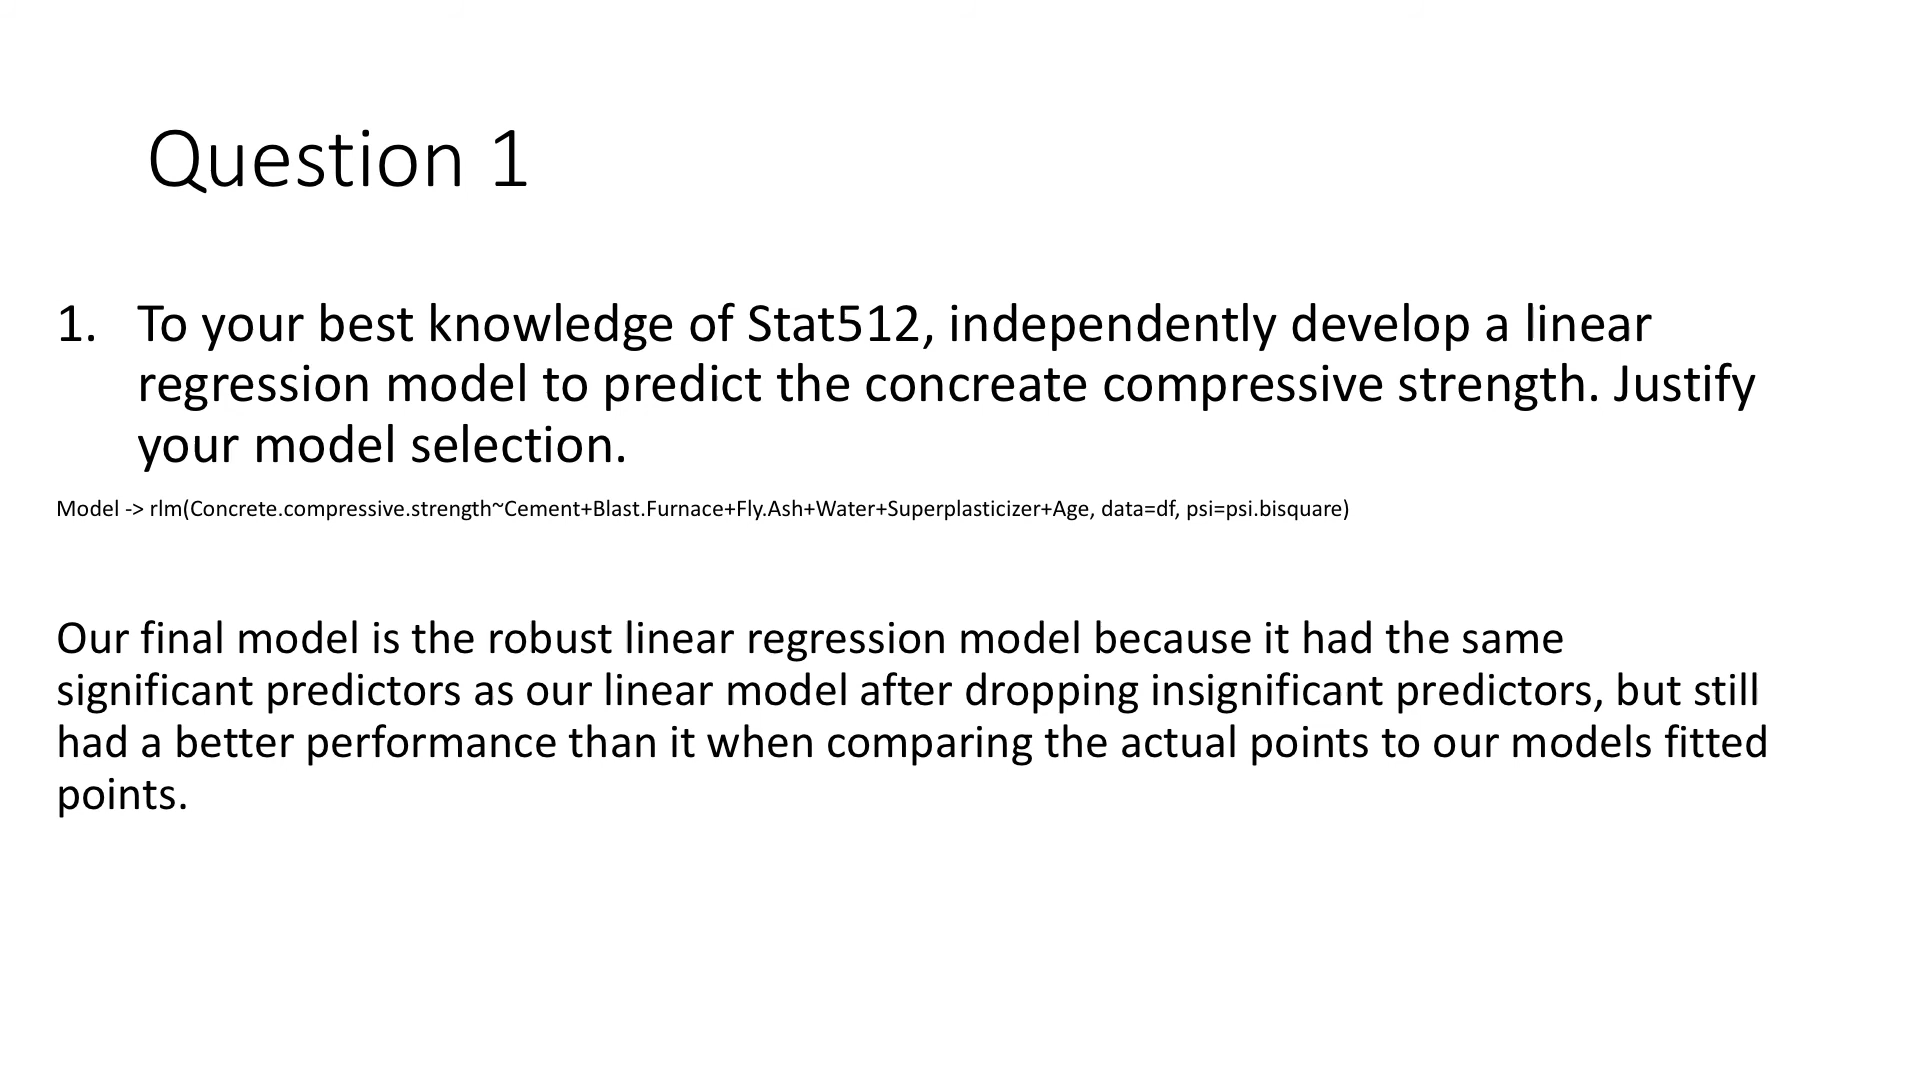 Question 1
1. To your best knowledge of Stat512, independently develop a linear
regression model to predict the concreate compressive strength. Justify
your model selection.
Model -> rlm(Concrete.compressive.strength~Cement+Blast.Furnace+Fly.Ash+Water+Superplasticizer+Age, data=df, psi=psi.bisquare)
Our final model is the robust linear regression model because it had the same
significant predictors as our linear model after dropping insignificant predictors, but still
had a better performance than it when comparing the actual points to our models fitted
points.